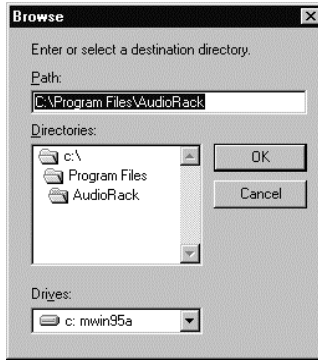 Browse
Enter or select a destination directory.
Path:
C:\Program Files\AudioRack
Directories:
c:\
Program Files
AudioRack
OK
Cancel
Drives:
c: mwin95a